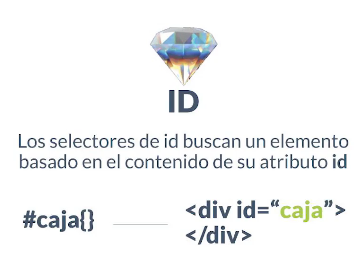 ID
Los selectores de id buscan un elemento
basado en el contenido de su atributo id
#caja{}
<div id=“caja”>
</div>